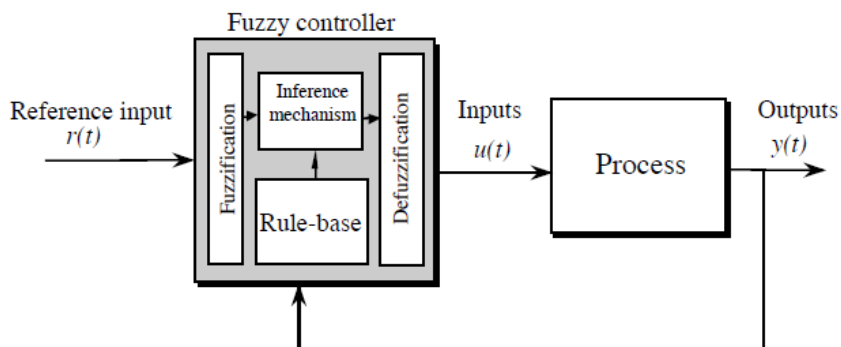 Fuzzy controller
Reference input
r(t)
Fuzzification
Inference
mechanism
Rule-base
Defuzzification
Inputs
u(t)
Process
Outputs
y(t)